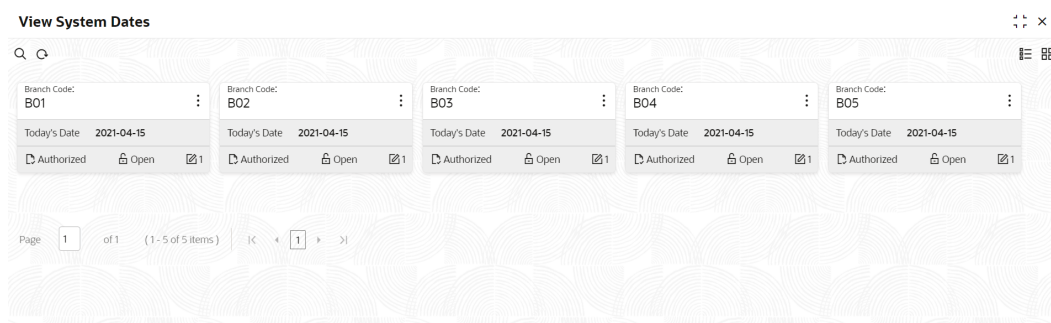 View System Dates
Branch Code: Branch Code: Branch Code: Branch Code: Branch Code:
B01 B02 B03 B04 B05
Today's Date 2021-04-15 Today's Date 2021-04-15 Today's Date 2021-04-15 Today's Date 2021-04-15 Today's Date 2021-04-15
Authorized Open 1 Authorized Open 1 Authorized Open 1 Authorized Open 1 Authorized Open 1
Page 1 of 1 (1 - 5 of 5 items) 1